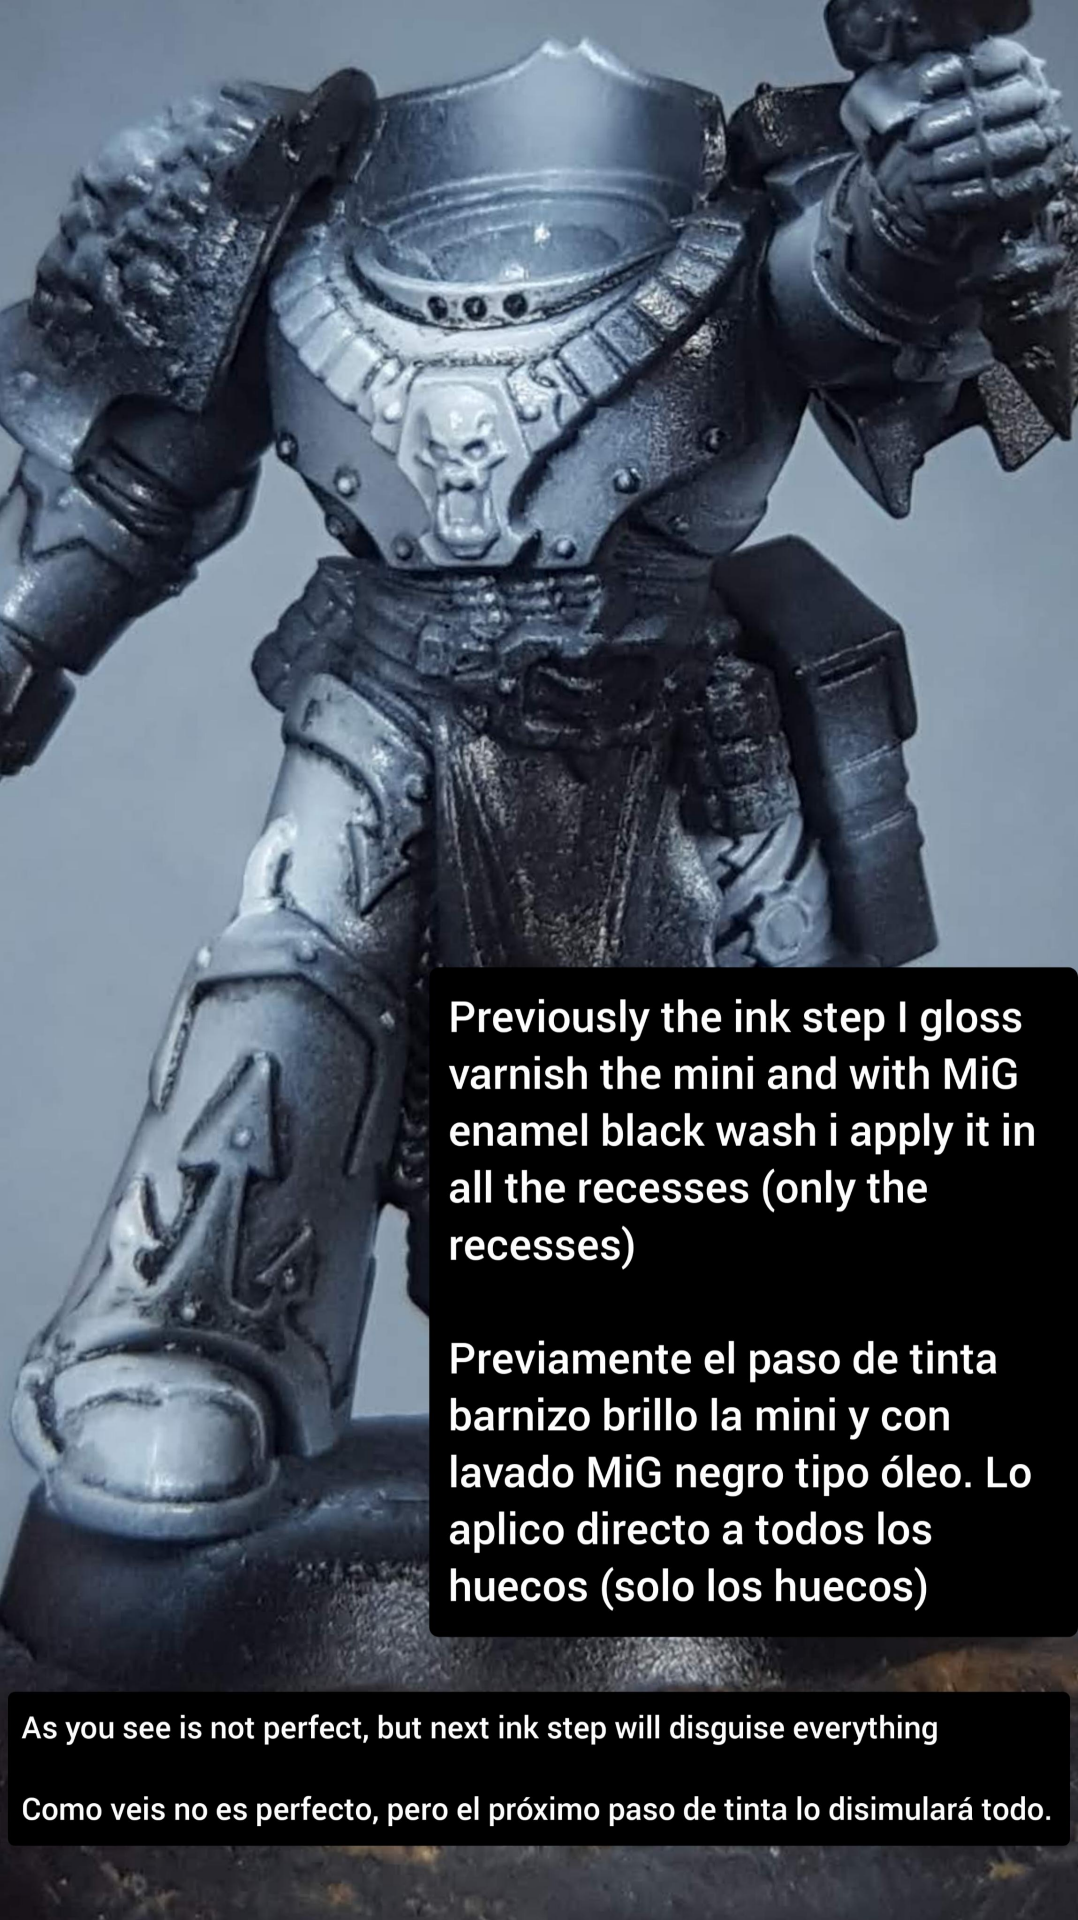 Previously the ink step I gloss
varnish the mini and with MiG
enamel black wash i apply it in
all the recesses (only the
recesses)
Previamente el paso de tinta
barnizo brillo la mini y con
lavado MiG negro tipo óleo. Lo
aplico directo a todos los
huecos (solo los huecos)
As you see is not perfect, but next ink step will disguise everything
Como veis no es perfecto, pero el próximo paso de tinta lo disimulará todo.